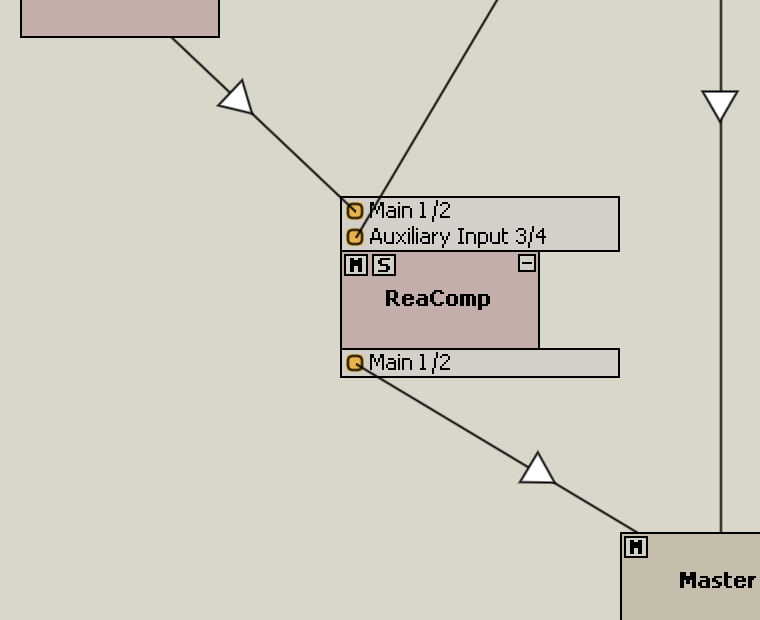 Main 1/2
Auxiliary Input 3/4
M S
ReaComp
Main 1/2
M
Master